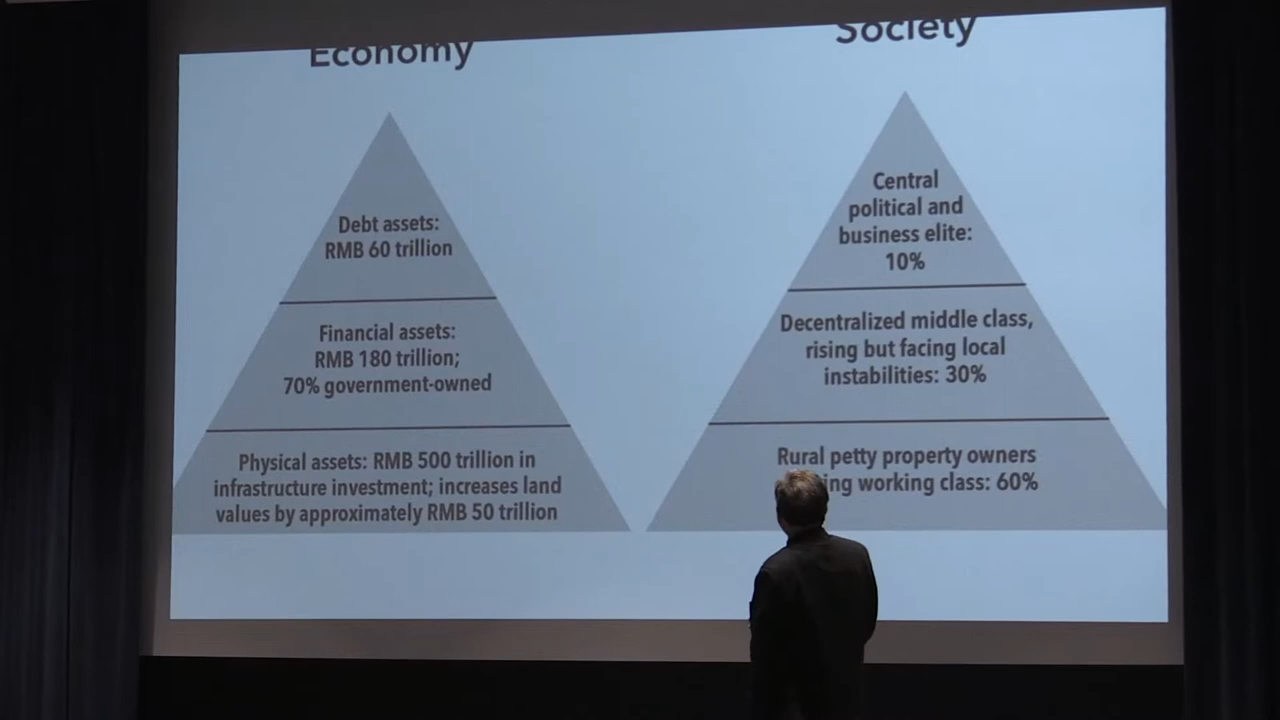 Economy
Debt assets:
RMB 60 trillion
Financial assets:
RMB 180 trillion;
70% government-owned
Physical assets: RMB 500 trillion in
infrastructure investment; increases land
values by approximately RMB 50 trillion
Society
Central
political and
business elite:
10%
Decentralized middle class,
rising but facing local
instabilities: 30%
Rural petty property owners
working class: 60%